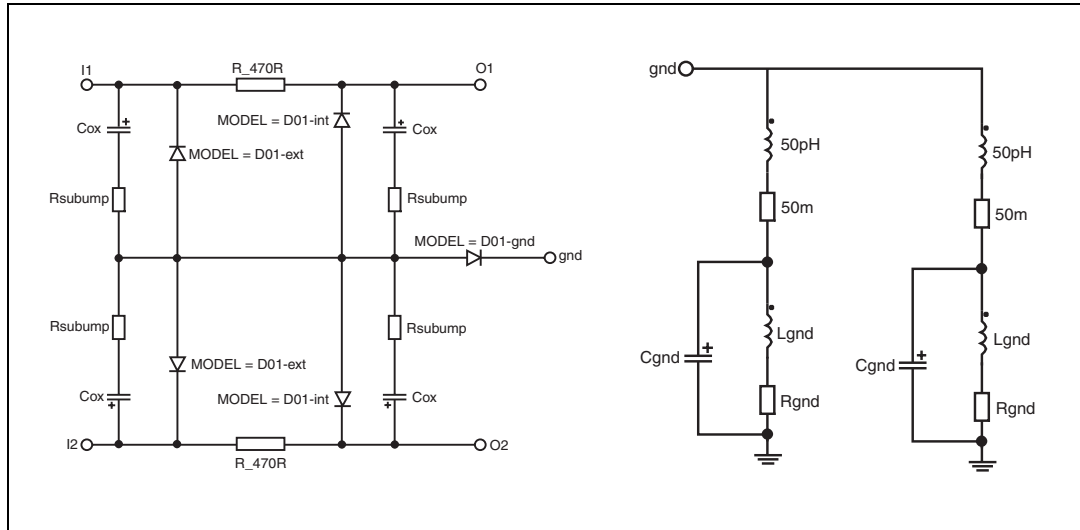 I1
R_470R
O1
Cox
MODEL = D01-int
Cox
MODEL = D01-ext
Rsubump
Rsubump
MODEL = D01-gnd
gnd
Rsubump
Rsubump
MODEL = D01-ext
Cox
MODEL = D01-int
Cox
I2
R_470R
O2
gnd
50pH
50m
Lgnd
Cgnd
Rgnd
50pH
50m
Lgnd
Cgnd
Rgnd